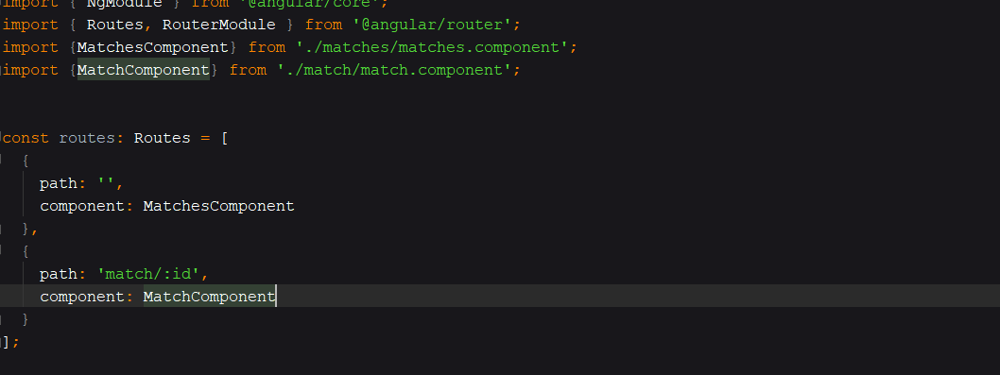 import { NgModule } from '@angular/core';
import { Routes, RouterModule } from '@angular/router';
import {MatchesComponent} from './matches/matches.component';
import {MatchComponent} from './match/match.component';
const routes: Routes = [
{
path: '',
component: MatchesComponent
},
{
path: 'match/:id',
component: MatchComponent
}
];